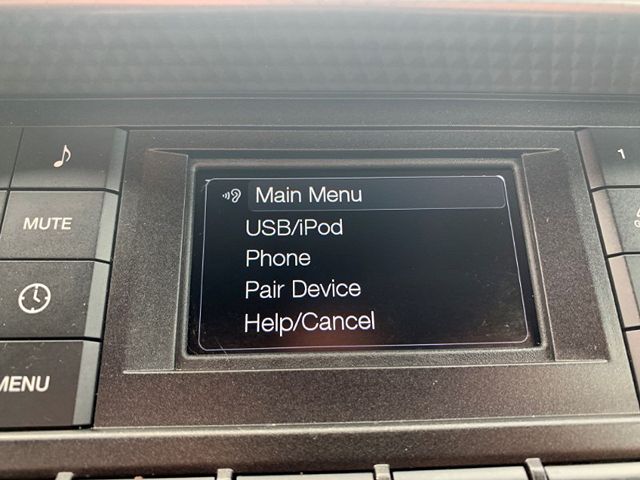 Main Menu
USB/iPod
Phone
Pair Device
Help/Cancel
MUTE
MENU
1